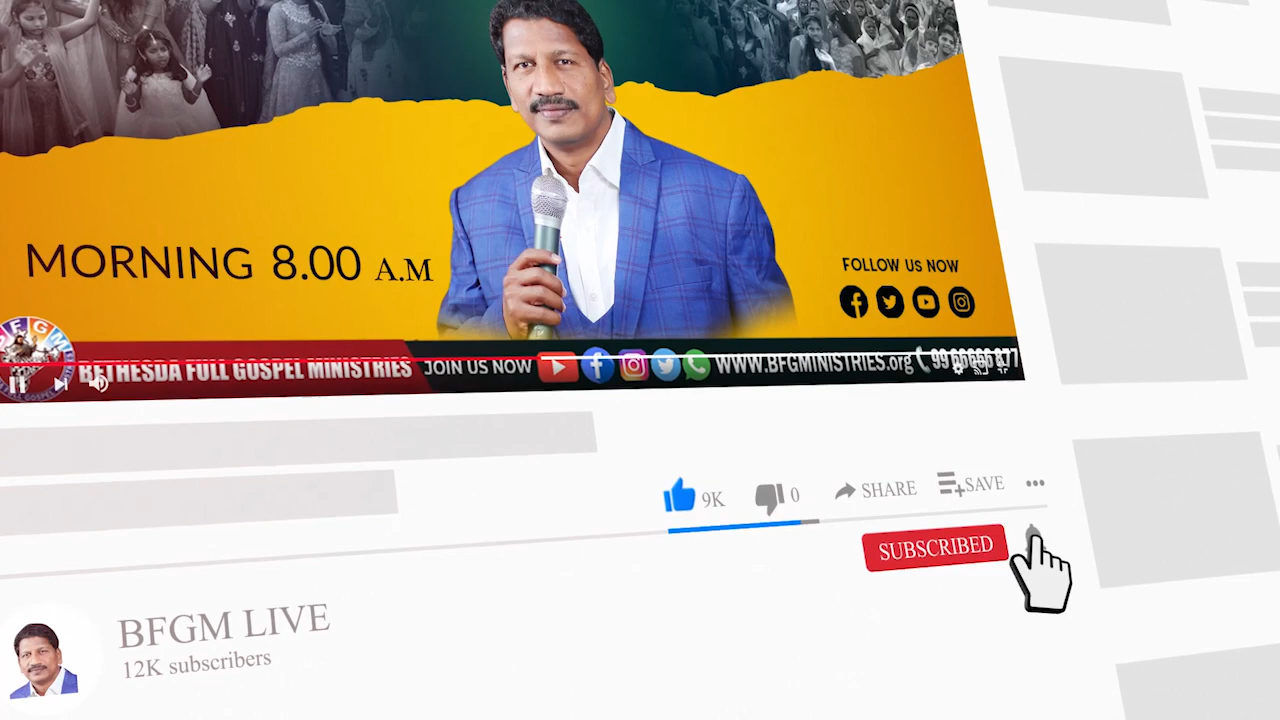 MORNING 8.00 A.M
FOLLOW US NOW
BFGM
BETHESDA FULL GOSPEL MINISTRIES JOIN US NOW WWW.BFGMINISTRIES.org
9K 0 SHARE SAVE
SUBSCRIBED
BFGM LIVE
12K subscribers